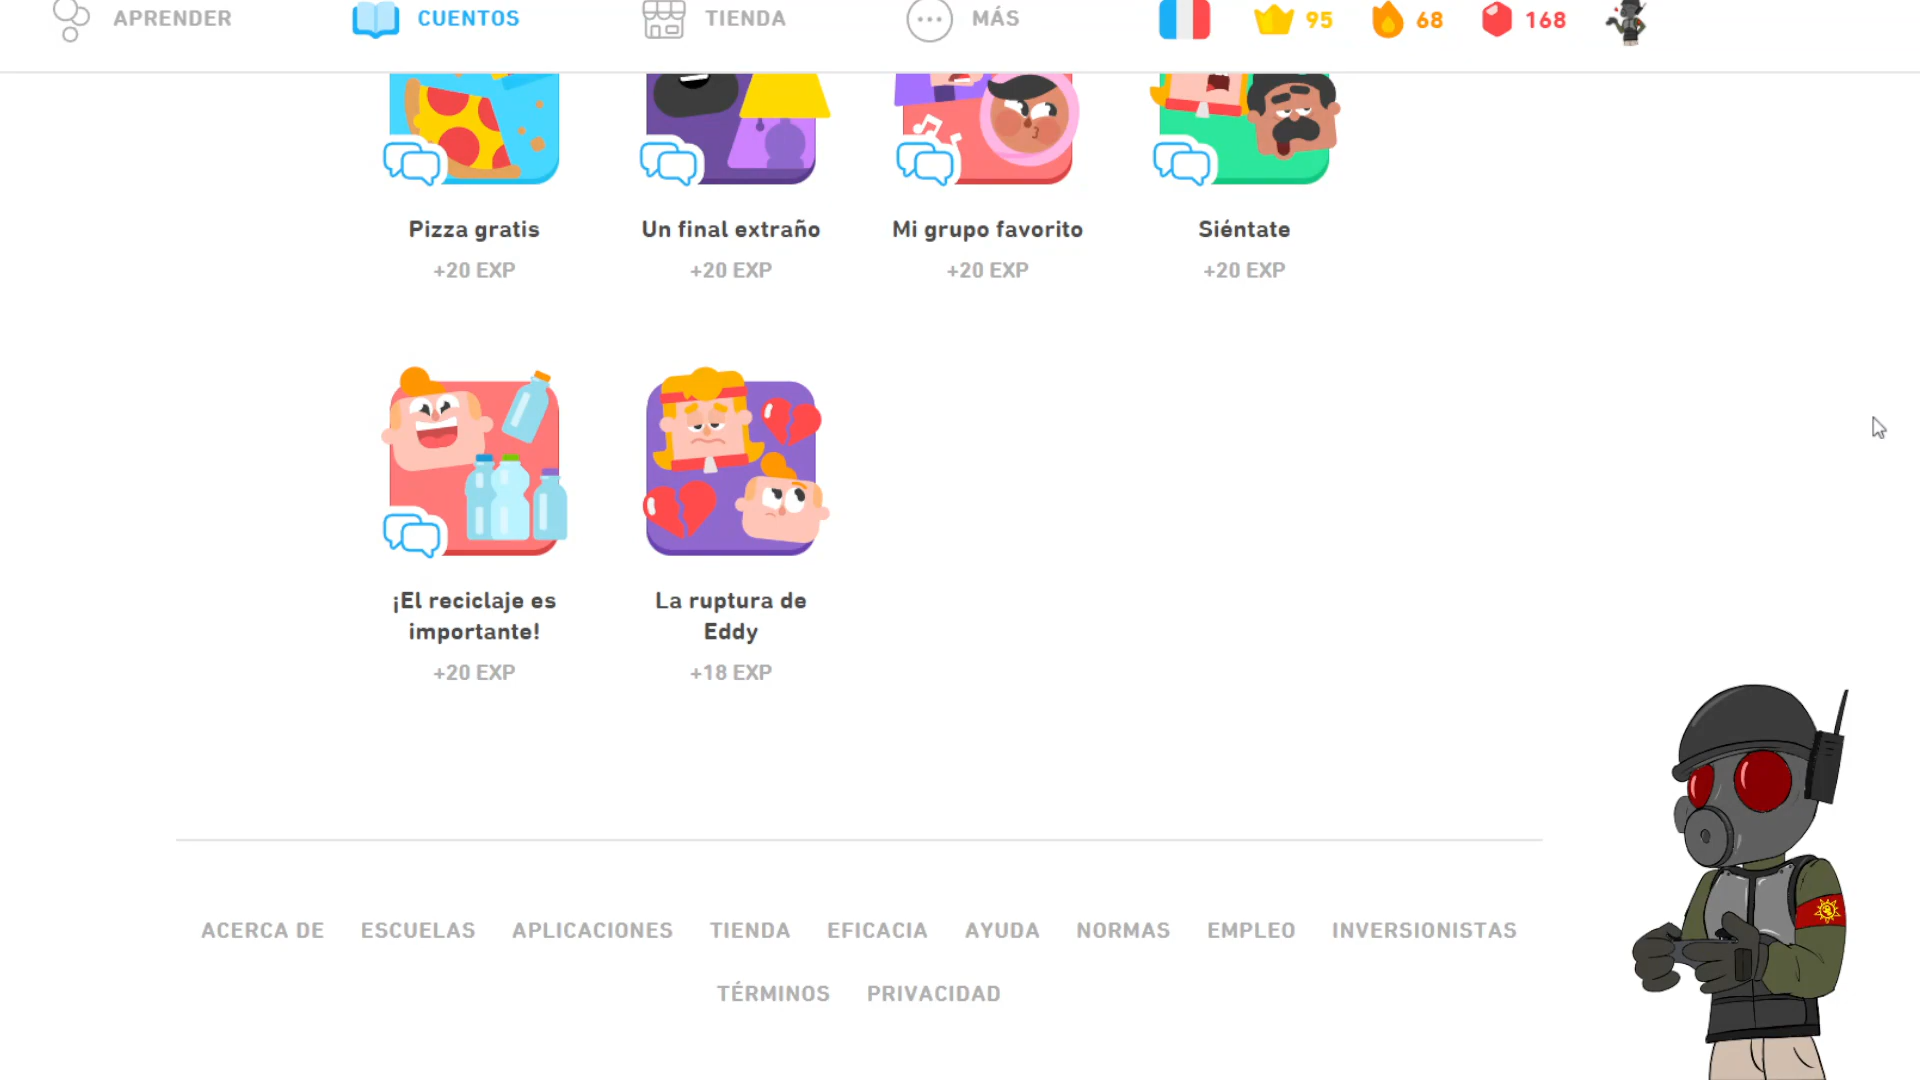 APRENDER CUENTOS TIENDA MÁS 95 68 168
Pizza gratis Un final extraño Mi grupo favorito Siéntate
+20 EXP +20 EXP +20 EXP +20 EXP
¡El reciclaje es
importante!
+20 EXP
La ruptura de
Eddy
+18 EXP
ACERCA DE ESCUELAS APLICACIONES TIENDA EFICACIA AYUDA NORMAS EMPLEO INVERSIONISTAS
TÉRMINOS PRIVACIDAD